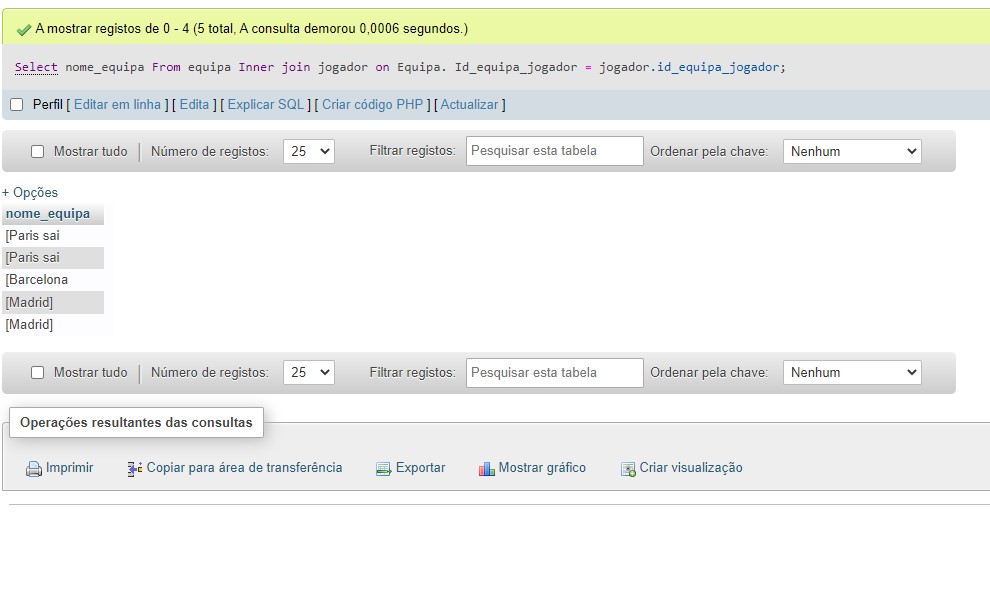 A mostrar registos de 0 - 4 (5 total, A consulta demorou 0,0006 segundos.)
Select nome_equipa From equipa Inner join jogador on Equipa. Id_equipa_jogador = jogador.id_equipa_jogador;
Perfil [ Editar em linha ] [ Edita ] [ Explicar SQL ] [ Criar código PHP ] [ Actualizar ]
Mostrar tudo | Número de registos: 25 Filtrar registos: Pesquisar esta tabela Ordenar pela chave: Nenhum
+ Opções
nome_equipa
[Paris sai
[Paris sai
[Barcelona
[Madrid]
[Madrid]
Mostrar tudo | Número de registos: 25 Filtrar registos: Pesquisar esta tabela Ordenar pela chave: Nenhum
Operações resultantes das consultas
Imprimir Copiar para área de transferência Exportar Mostrar gráfico Criar visualização